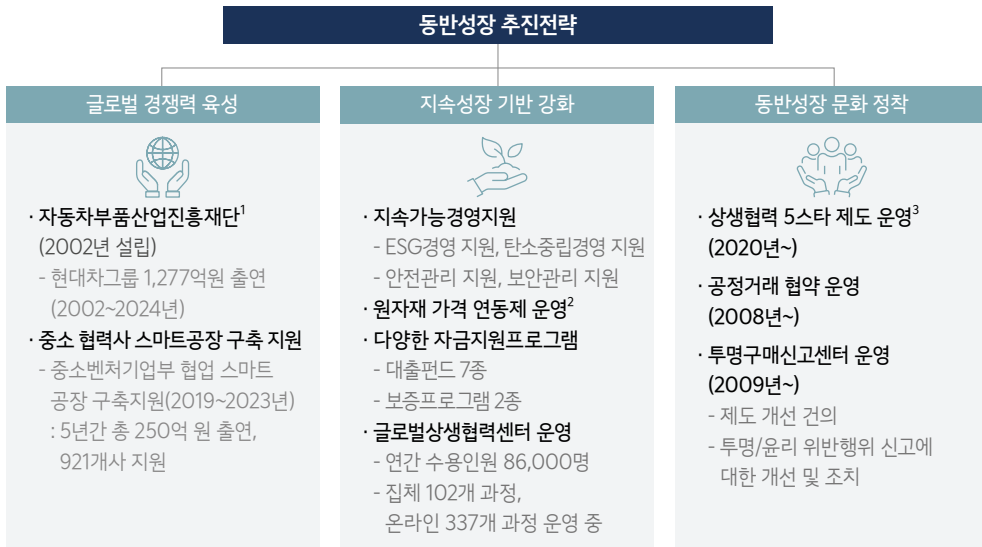 동반성장 추진전략
글로벌 경쟁력 육성
· 자동차부품산업진흥재단1
(2002년 설립)
- 현대차그룹 1,277억원 출연
(2002~2024년)
· 중소 협력사 스마트공장 구축 지원
- 중소벤처기업부 협업 스마트
공장 구축지원(2019~2023년)
: 5년간 총 250억 원 출연,
921개사 지원
지속성장 기반 강화
· 지속가능경영지원
- ESG경영 지원, 탄소중립경영 지원
- 안전관리 지원, 보안관리 지원
· 원자재 가격 연동제 운영2
· 다양한 자금지원프로그램
- 대출펀드 7종
- 보증프로그램 2종
· 글로벌상생협력센터 운영
- 연간 수용인원 86,000명
- 집체 102개 과정,
온라인 337개 과정 운영 중
동반성장 문화 정착
· 상생협력 5스타 제도 운영3
(2020년~)
· 공정거래 협약 운영
(2008년~)
· 투명구매신고센터 운영
(2009년~)
- 제도 개선 건의
- 투명/윤리 위반행위 신고에
대한 개선 및 조치